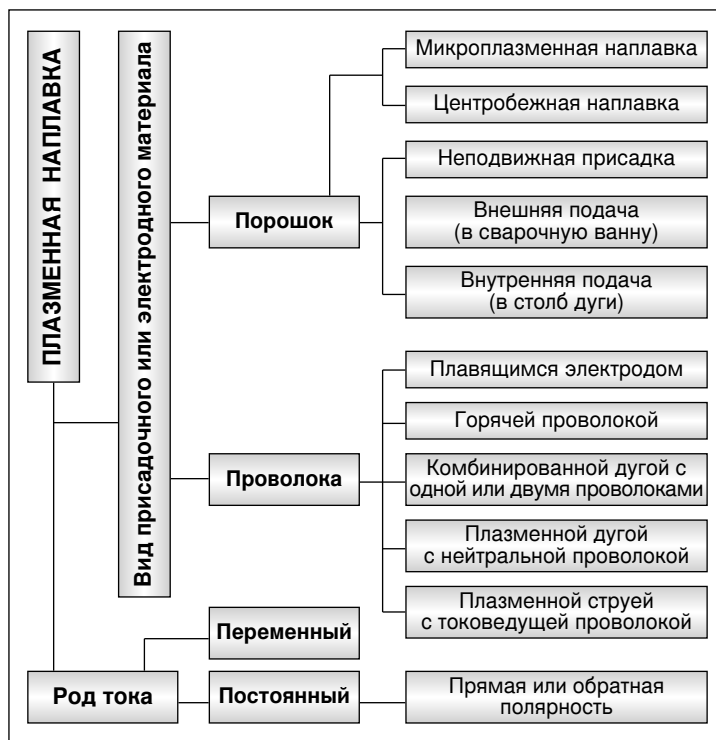 ПЛАЗМЕННАЯ НАПЛАВКА
Вид присадочного или электродного материала
Порошок
Микроплазменная наплавка
Центробежная наплавка
Неподвижная присадка
Внешняя подача
(в сварочную ванну)
Внутренняя подача
(в столб дуги)
Проволока
Плавящимся электродом
Горячей проволокой
Комбинированной дугой с
одной или двумя проволоками
Плазменной дугой
с нейтральной проволокой
Плазменной струей
с токоведущей проволокой
Род тока
Переменный
Постоянный
Прямая или обратная
полярность